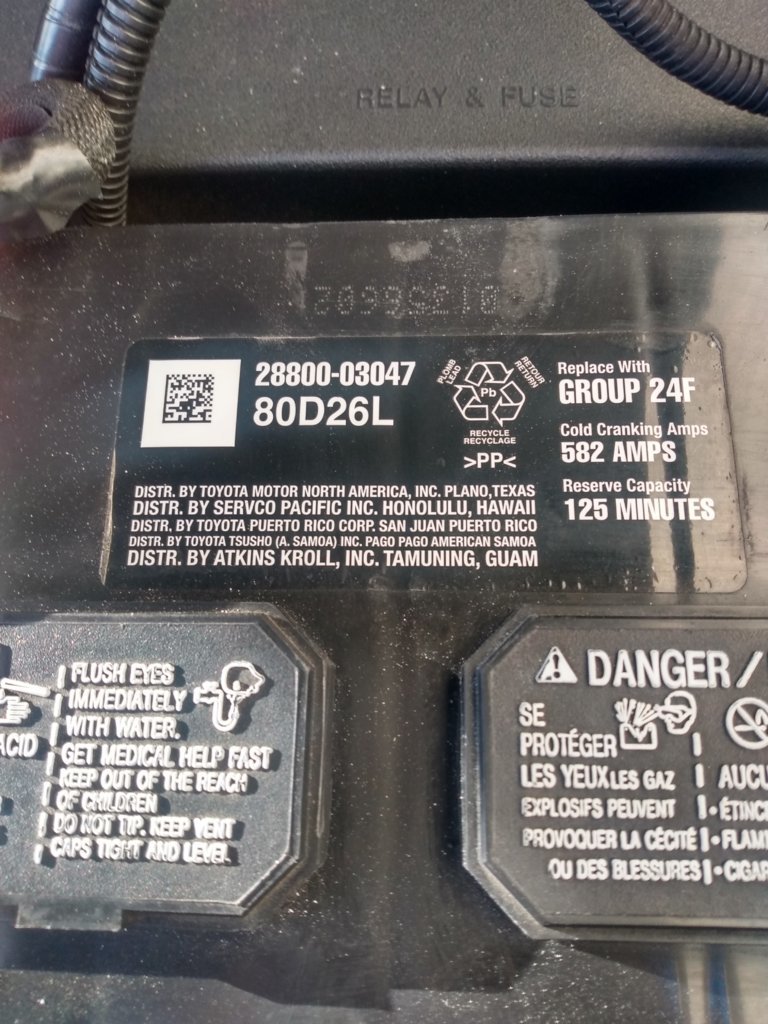 RELAY & FUSE
28800-03047
80D26L
PLOMB
LEAD
RETOUR
RETURN
Pb
RECYCLE
RECYCLAGE
>PP<
Replace With
GROUP 24F
Cold Cranking Amps
582 AMPS
Reserve Capacity
125 MINUTES
DISTR. BY TOYOTA MOTOR NORTH AMERICA, INC. PLANO,TEXAS
DISTR. BY SERVCO PACIFIC INC. HONOLULU, HAWAII
DISTR. BY TOYOTA PUERTO RICO CORP. SAN JUAN PUERTO RICO
DISTR. BY TOYOTA TSUSHO (A. SAMOA) INC. PAGO PAGO AMERICAN SAMOA
DISTR. BY ATKINS KROLL, INC. TAMUNING, GUAM
ACID
FLUSH EYES
IMMEDIATELY
WITH WATER.
GET MEDICAL HELP FAST
KEEP OUT OF THE REACH
OF CHILDREN
DO NOT TIP. KEEP VENT
CAPS TIGHT AND LEVEL.
DANGER/
SE
PROTÉGER
LES YEUX LES GAZ
EXPLOSIFS PEUVENT
PROVOQUER LA CÉCITÉ
OU DES BLESSURES
AUCU
• ÉTINC
• FLAM
• CIGAR